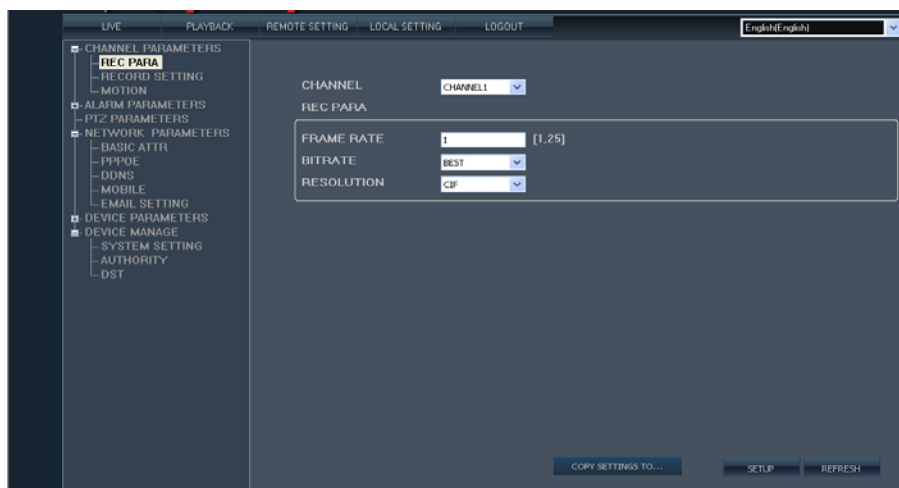 LIVE PLAYBACK REMOTE SETTING LOCAL SETTING LOGOUT English(English)
CHANNEL PARAMETERS
REC PARA
RECORD SETTING
MOTION
ALARM PARAMETERS
PTZ PARAMETERS
NETWORK PARAMETERS
BASIC ATTR
PPPOE
DDNS
MOBILE
EMAIL SETTING
DEVICE PARAMETERS
DEVICE MANAGE
SYSTEM SETTING
AUTHORITY
DST
CHANNEL CHANNEL1
REC PARA
FRAME RATE 1 [1,25]
BITRATE BEST
RESOLUTION CIF
COPY SETTINGS TO... SETUP REFRESH